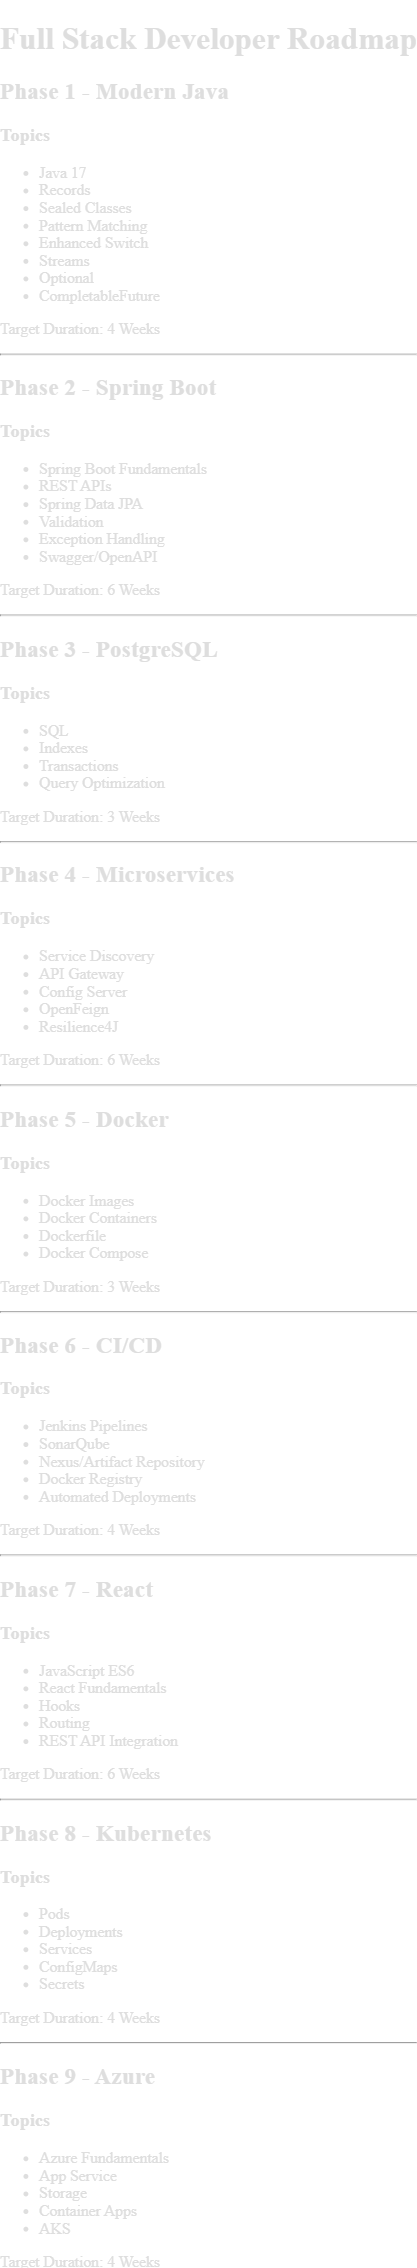 Full Stack Developer Roadmap
Phase 1 - Modern Java
Topics
• Java 17
• Records
• Sealed Classes
• Pattern Matching
• Enhanced Switch
• Streams
• Optional
• CompletableFuture
Target Duration: 4 Weeks
Phase 2 - Spring Boot
Topics
• Spring Boot Fundamentals
• REST APIs
• Spring Data JPA
• Validation
• Exception Handling
• Swagger/OpenAPI
Target Duration: 6 Weeks
Phase 3 - PostgreSQL
Topics
• SQL
• Indexes
• Transactions
• Query Optimization
Target Duration: 3 Weeks
Phase 4 - Microservices
Topics
• Service Discovery
• API Gateway
• Config Server
• OpenFeign
• Resilience4J
Target Duration: 6 Weeks
Phase 5 - Docker
Topics
• Docker Images
• Docker Containers
• Dockerfile
• Docker Compose
Target Duration: 3 Weeks
Phase 6 - CI/CD
Topics
• Jenkins Pipelines
• SonarQube
• Nexus/Artifact Repository
• Docker Registry
• Automated Deployments
Target Duration: 4 Weeks
Phase 7 - React
Topics
• JavaScript ES6
• React Fundamentals
• Hooks
• Routing
• REST API Integration
Target Duration: 6 Weeks
Phase 8 - Kubernetes
Topics
• Pods
• Deployments
• Services
• ConfigMaps
• Secrets
Target Duration: 4 Weeks
Phase 9 - Azure
Topics
• Azure Fundamentals
• App Service
• Storage
• Container Apps
• AKS
Target Duration: 4 Weeks